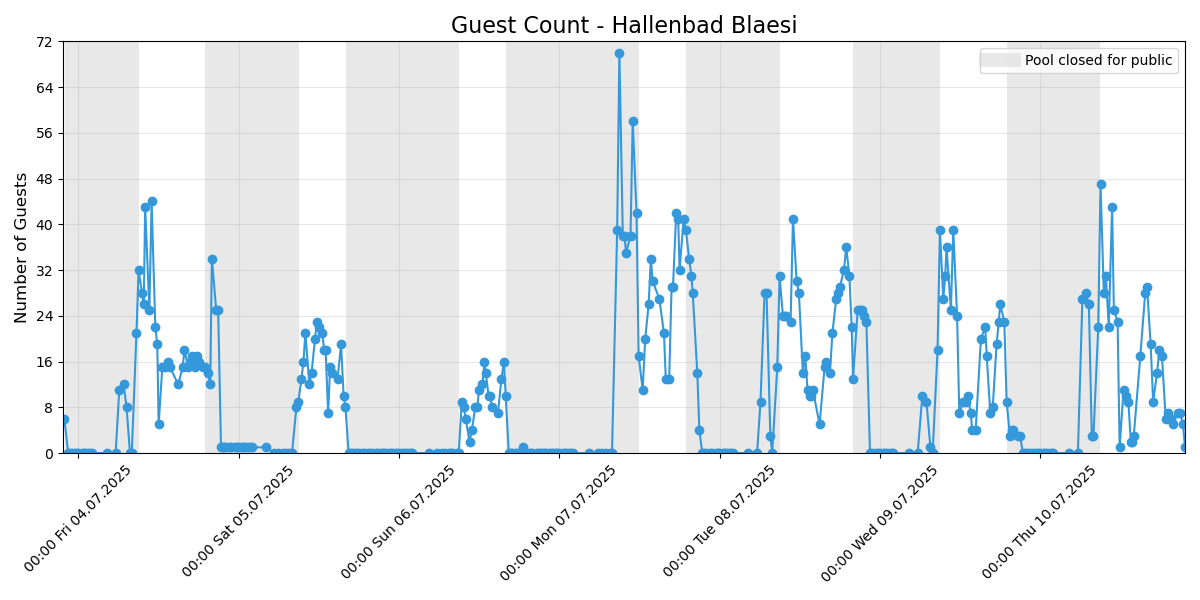 Guest Count - Hallenbad Blaesi
Pool closed for public
Number of Guests
72
64
56
48
40
32
24
16
8
0
00:00 Fri 04.07.2025
00:00 Sat 05.07.2025
00:00 Sun 06.07.2025
00:00 Mon 07.07.2025
00:00 Tue 08.07.2025
00:00 Wed 09.07.2025
00:00 Thu 10.07.2025